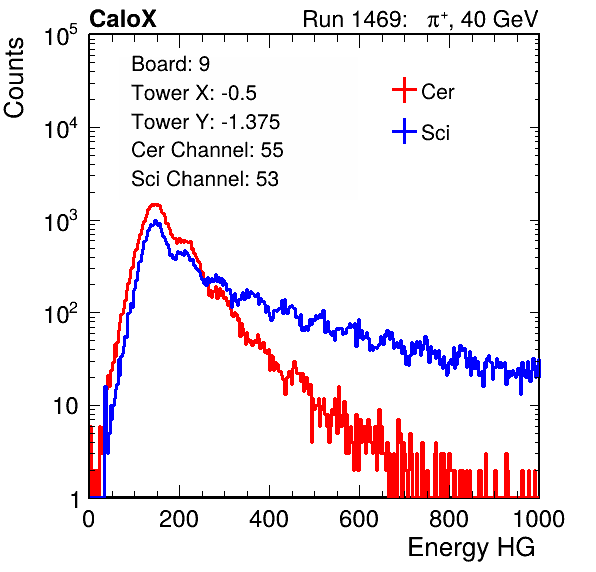 CaloX Run 1469: π⁺, 40 GeV
Board: 9
Tower X: -0.5
Tower Y: -1.375
Cer Channel: 55
Sci Channel: 53
Cer
Sci
Counts
10⁵
10⁴
10³
10²
10
1
0 200 400 600 800 1000
Energy HG